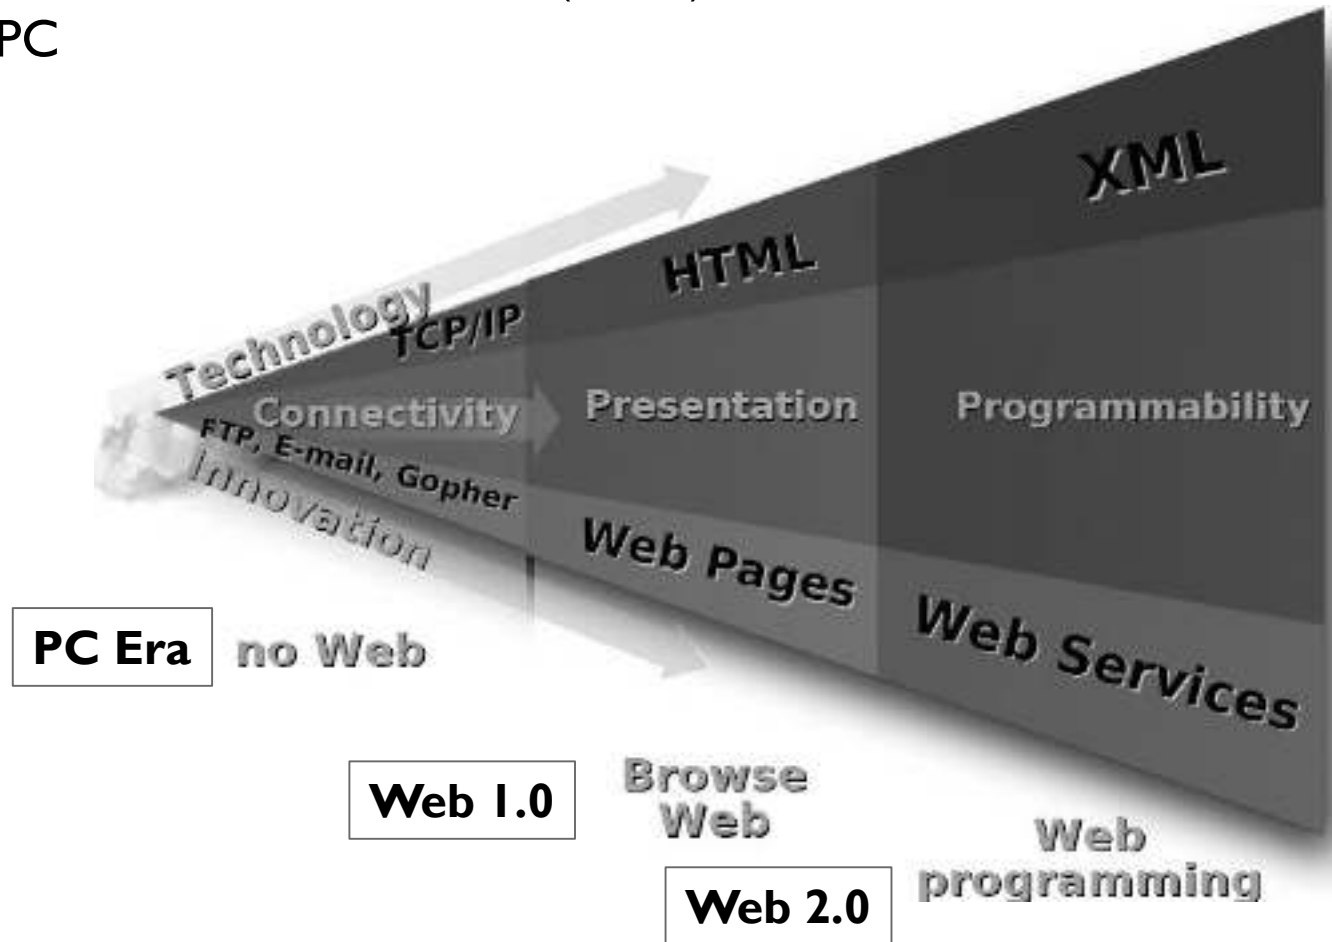 PC
XML
HTML
Technology
TCP/IP
Connectivity
Presentation
Programmability
FTP, E-mail, Gopher
Innovation
Web Pages
Web Services
PC Era
no Web
Web 1.0
Browse
Web
Web
programming
Web 2.0